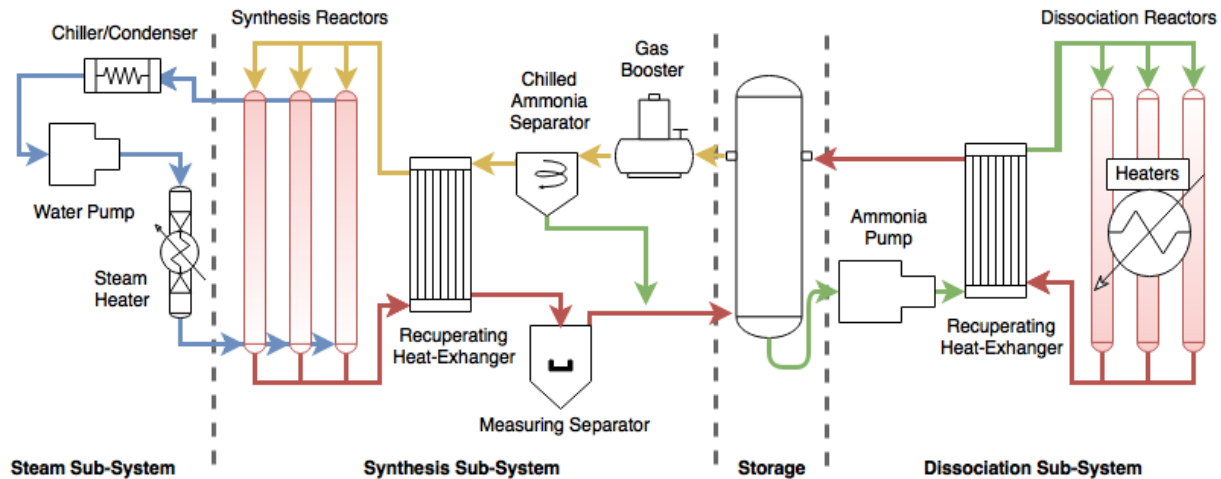 Synthesis Reactors
Dissociation Reactors
Chiller/Condenser
Gas
Booster
Chilled
Ammonia
Separator
Heaters
Water Pump
Ammonia
Pump
Steam
Heater
Recuperating
Heat-Exhanger
Recuperating
Heat-Exhanger
Measuring Separator
Steam Sub-System
Synthesis Sub-System
Storage
Dissociation Sub-System